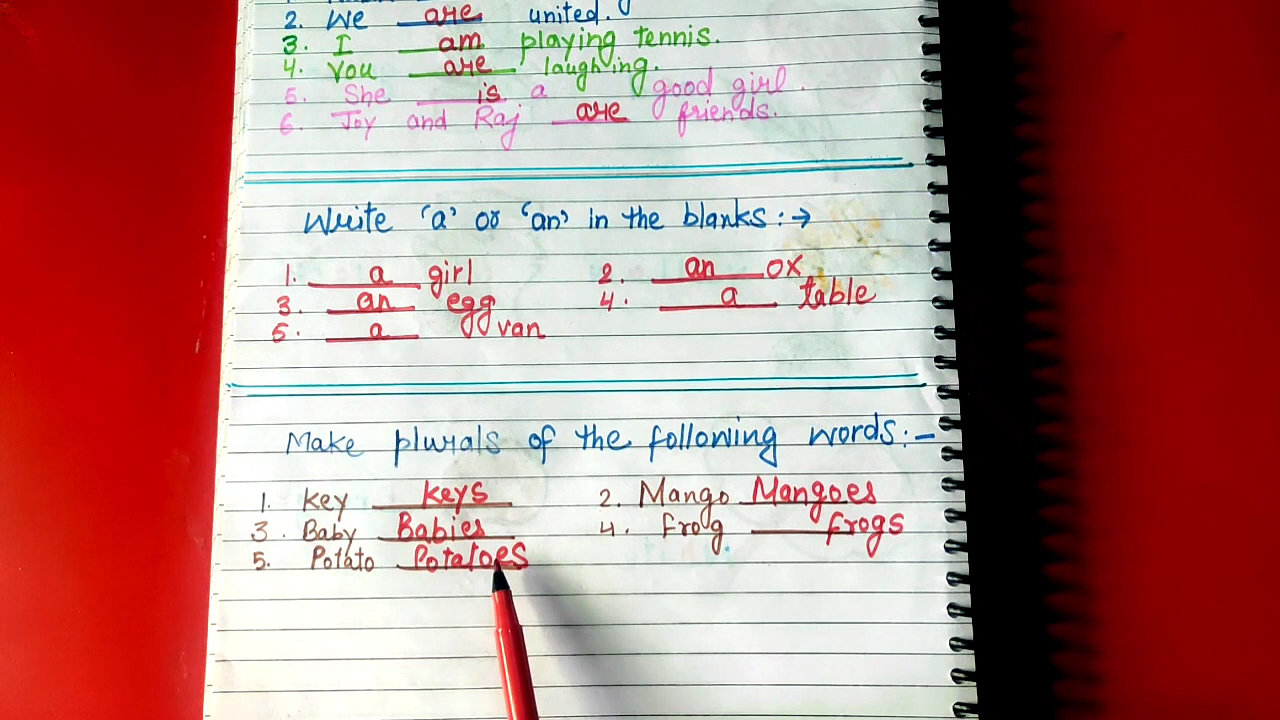 2. We are united.
3. I am playing tennis.
4. You are laughing.
5. She is a good girl.
6. Joy and Raj are friends.
Write 'a' or 'an' in the blanks:→
1. a girl 2. an ox
3. an egg 4. a table
5. a van
Make plurals of the following words:-
1. Key Keys 2. Mango Mangoes
3. Baby Babies 4. Frog frogs
5. Potato Potatoes